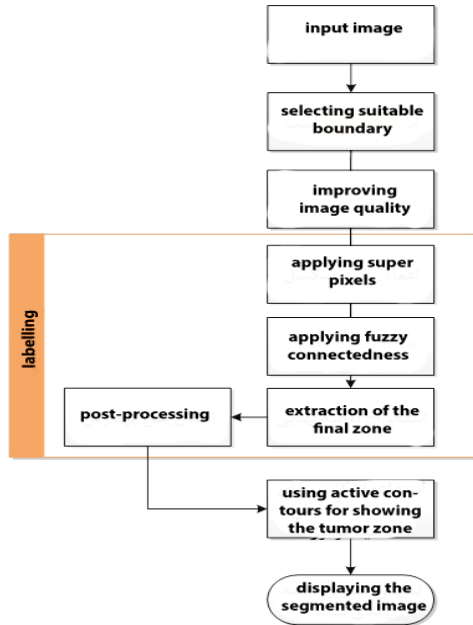 input image
selecting suitable
boundary
improving
image quality
labelling
applying super
pixels
applying fuzzy
connectedness
extraction of the
final zone
post-processing
using active con-
tours for showing
the tumor zone
displaying the
segmented image